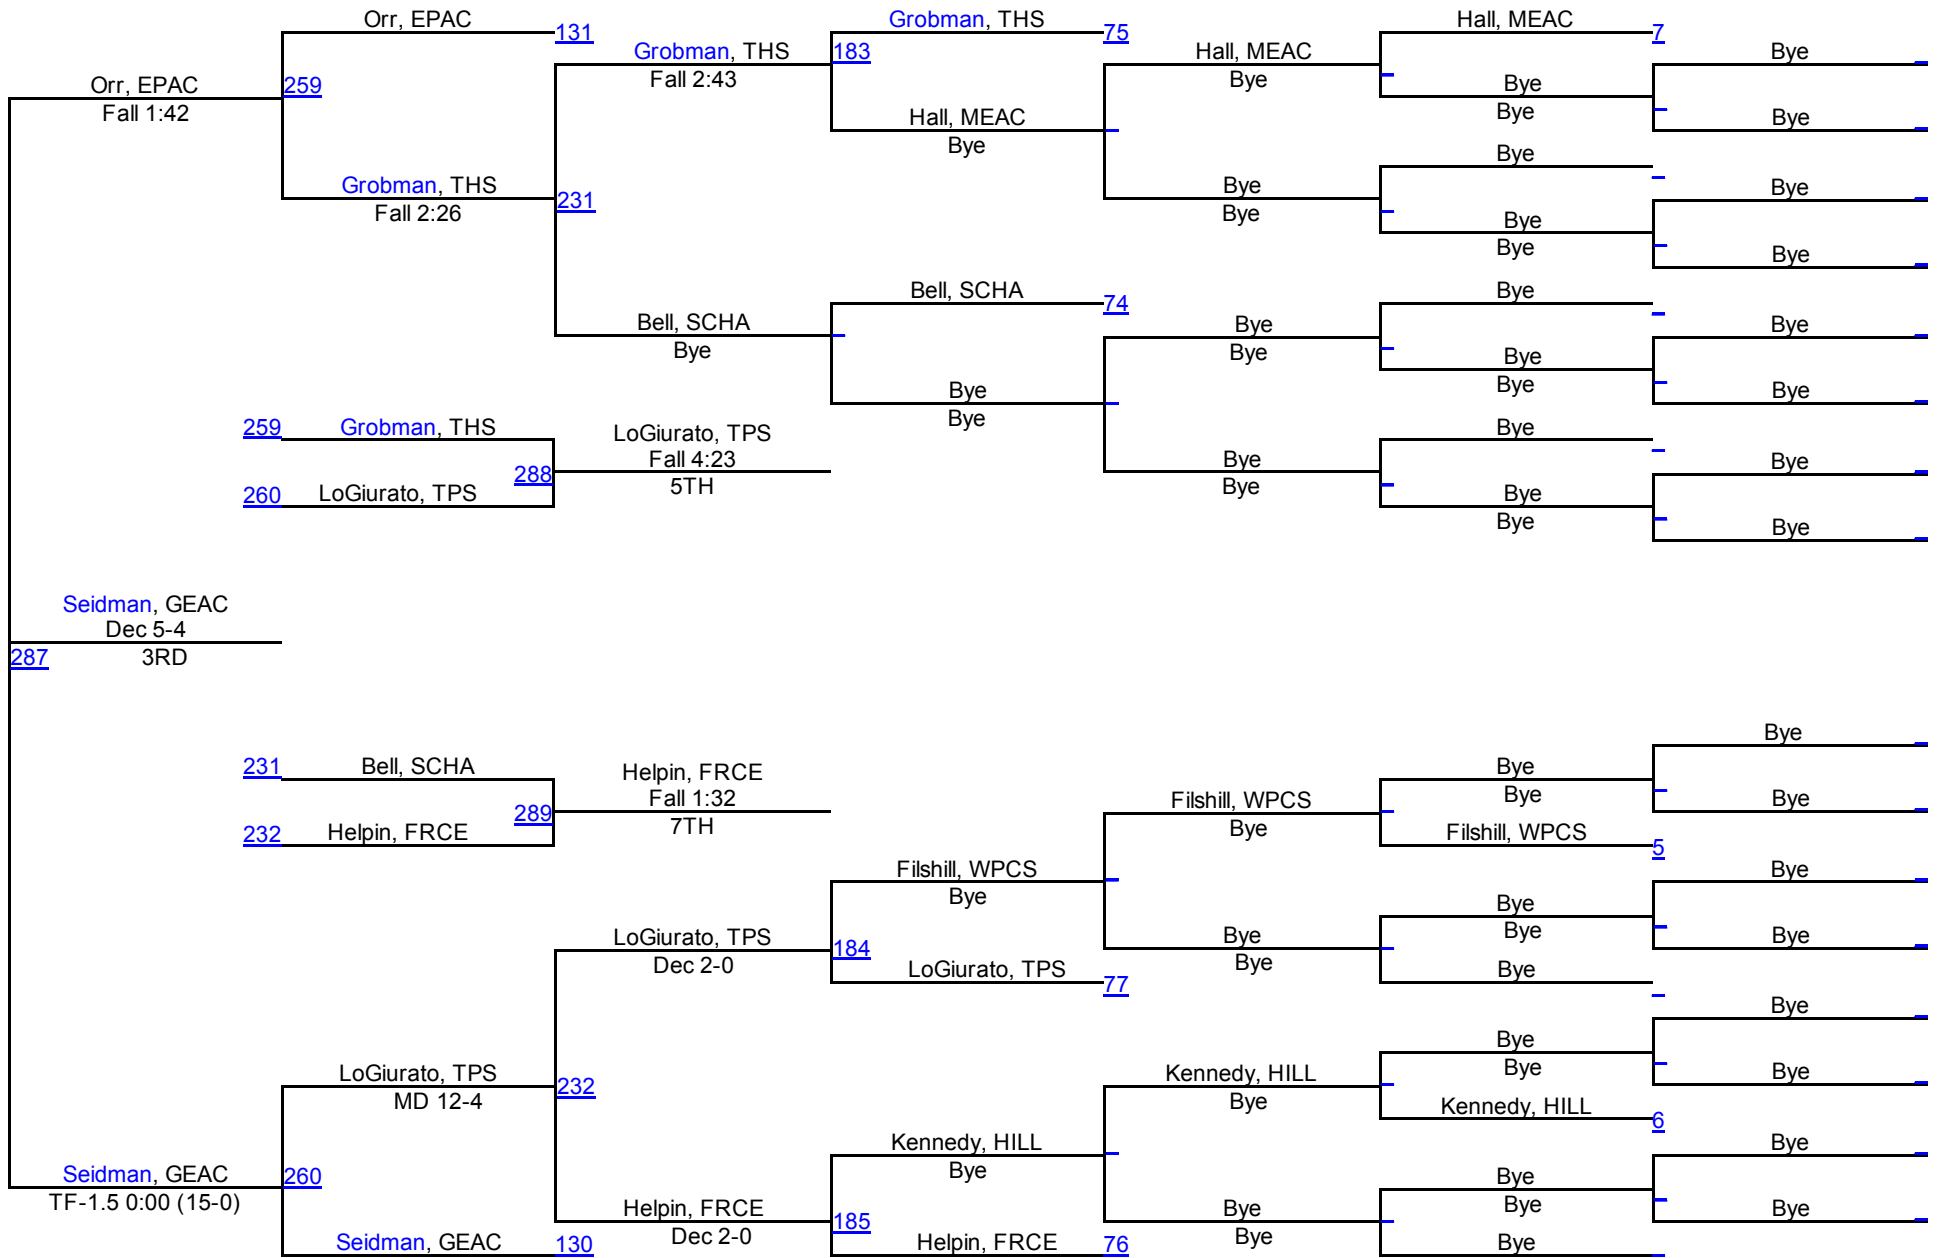 Orr, EPAC
131
Grobman, THS
75
Hall, MEAC
7
Grobman, THS
183
Fall 2:43
Hall, MEAC
Bye
Bye
Orr, EPAC
259
Fall 1:42
Bye
Bye
Hall, MEAC
Bye
Bye
Bye
Grobman, THS
231
Fall 2:26
Bye
Bye
Bye
Bye
Bye
Bye
Bell, SCHA
74
Bye
Bell, SCHA
Bye
Bye
Bye
Bye
Bye
Bye
Bye
Bye
Bye
259
Grobman, THS
288
LoGiurato, TPS
Fall 4:23
5TH
Bye
Bye
Bye
Bye
260
LoGiurato, TPS
Bye
Bye
Bye
Seidman, GEAC
Dec 5-4
287
3RD
Bye
231
Bell, SCHA
289
Helpin, FRCE
Fall 1:32
7TH
Bye
Bye
Bye
232
Helpin, FRCE
Filshill, WPCS
Bye
Filshill, WPCS
5
Filshill, WPCS
Bye
Bye
Bye
Bye
LoGiurato, TPS
184
Dec 2-0
Bye
Bye
Bye
LoGiurato, TPS
77
Bye
Bye
Bye
Bye
LoGiurato, TPS
232
MD 12-4
Kennedy, HILL
Bye
Bye
Kennedy, HILL
6
Kennedy, HILL
Bye
Bye
Seidman, GEAC
260
TF-1.5 0:00 (15-0)
Bye
Bye
Bye
Helpin, FRCE
185
Dec 2-0
Bye
Bye
Seidman, GEAC
130
Helpin, FRCE
76
Bye